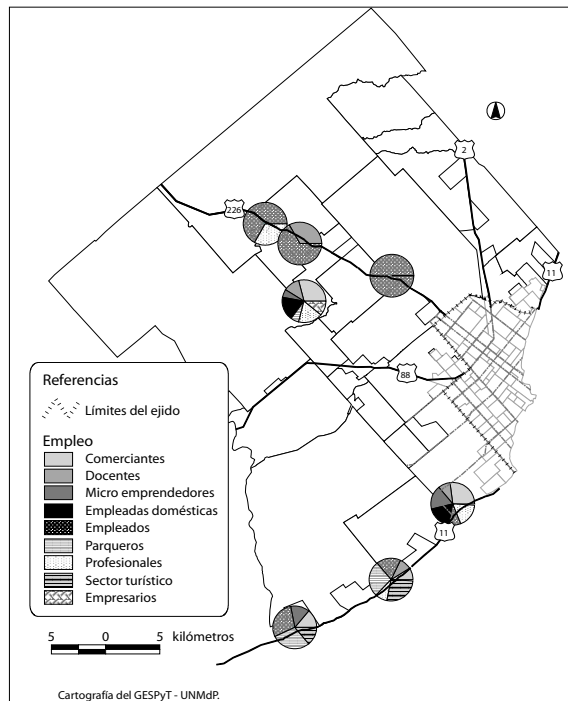 2
226
11
88
11
Referencias
Límites del ejido
Empleo
Comerciantes
Docentes
Micro emprendedores
Empleadas domésticas
Empleados
Parqueros
Profesionales
Sector turístico
Empresarios
5 0 5 kilómetros
Cartografía del GESPyT - UNMdP.